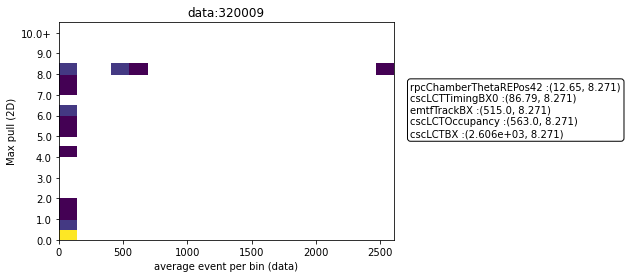 data:320009
10.0+
9.0
8.0
7.0
6.0
5.0
4.0
3.0
2.0
1.0
0.0
Max pull (2D)
0 500 1000 1500 2000 2500
average event per bin (data)
rpcChamberThetaREPos42 :(12.65, 8.271)
cscLCTTimingBX0 :(86.79, 8.271)
emtfTrackBX :(515.0, 8.271)
cscLCTOccupancy :(563.0, 8.271)
cscLCTBX :(2.606e+03, 8.271)